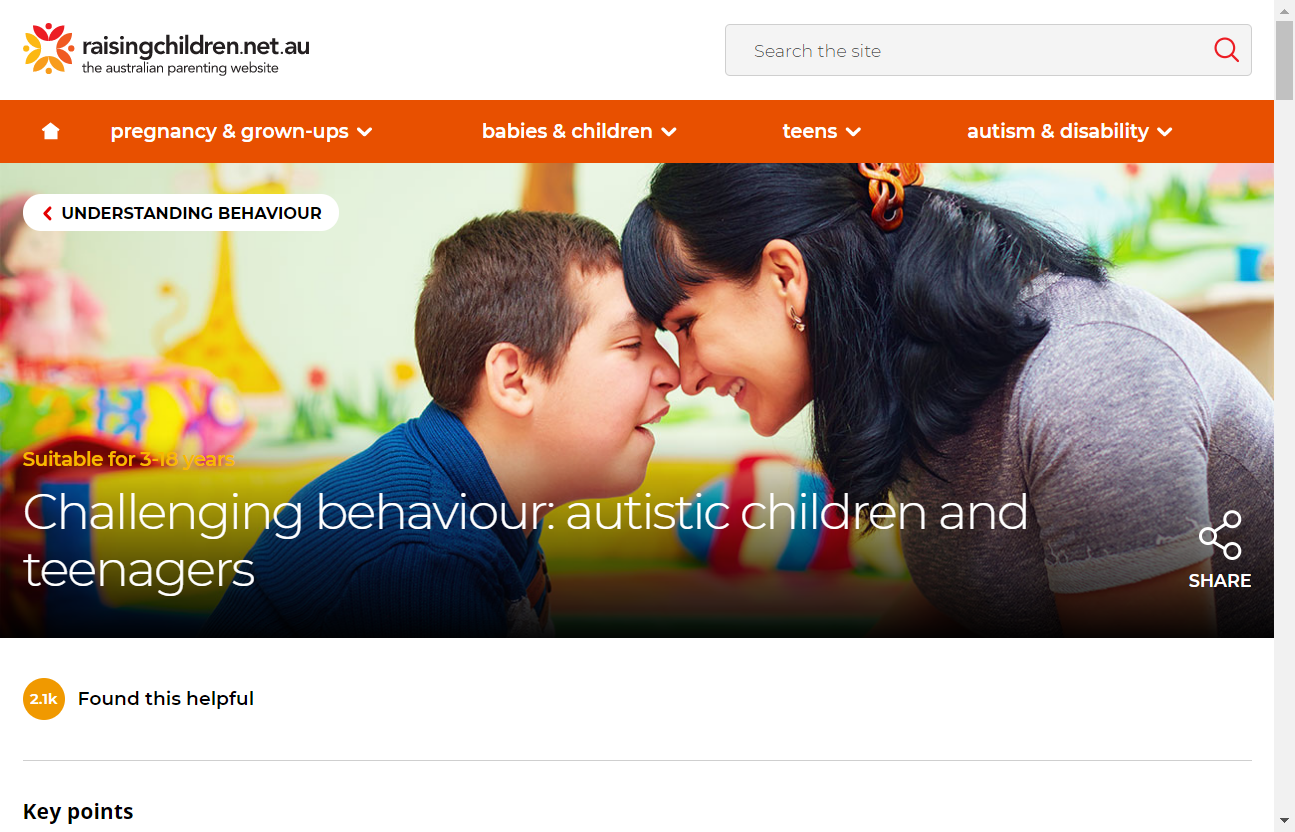 raisingchildren.net.au
the australian parenting website
Search the site
pregnancy & grown-ups
babies & children
teens
autism & disability
UNDERSTANDING BEHAVIOUR
Suitable for 3-18 years
Challenging behaviour: autistic children and
teenagers
SHARE
2.1k
Found this helpful
Key points